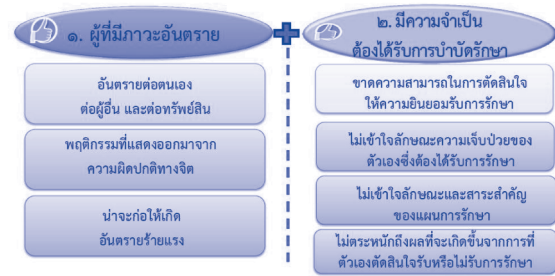 ๑. ผู้ที่มีภาวะอันตราย
อันตรายต่อตนเอง
ต่อผู้อื่น และต่อทรัพย์สิน
พฤติกรรมที่แสดงออกมาจาก
ความผิดปกติทางจิต
น่าจะก่อให้เกิด
อันตรายร้ายแรง
๒. มีความจำเป็น
ต้องได้รับการบำบัดรักษา
ขาดความสามารถในการตัดสินใจ
ให้ความยินยอมรับการรักษา
ไม่เข้าใจลักษณะความเจ็บป่วยของ
ตัวเองซึ่งต้องได้รับการรักษา
ไม่เข้าใจลักษณะและสาระสำคัญ
ของแผนการรักษา
ไม่ตระหนักถึงผลที่จะเกิดขึ้นจากการที่
ตัวเองตัดสินใจรับหรือไม่รับการรักษา